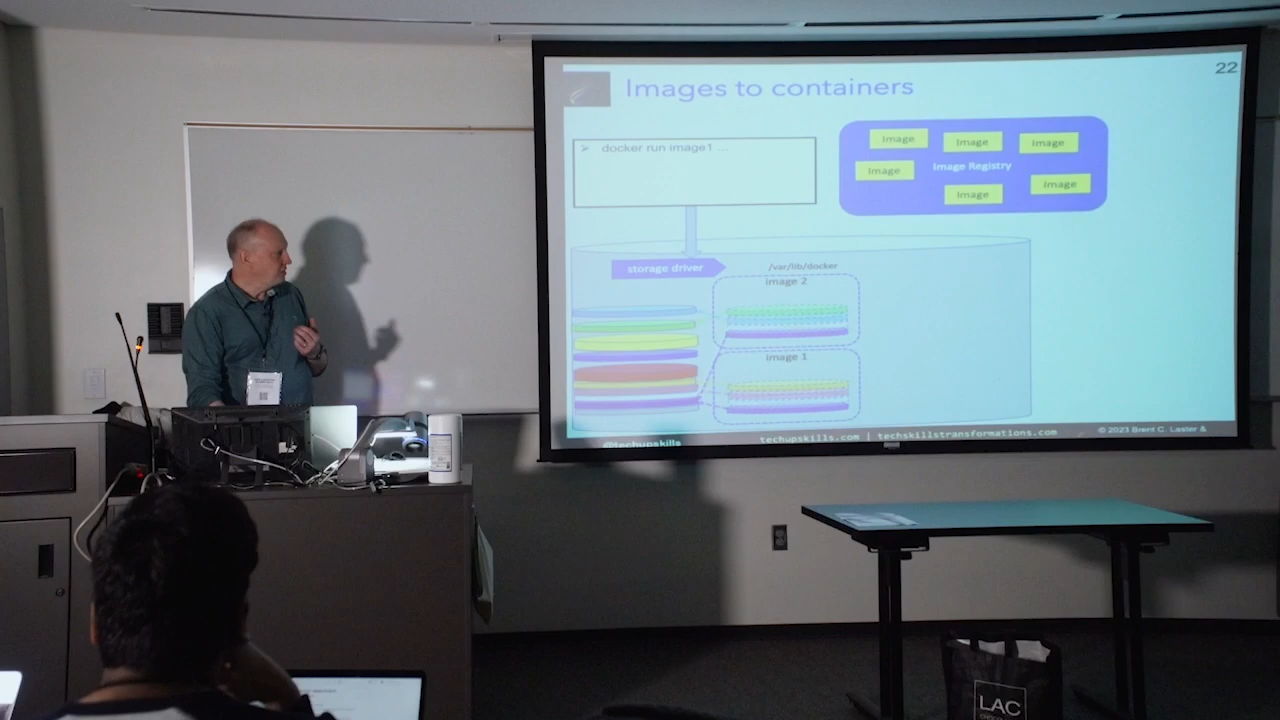 22
Images to containers
➢ docker run image1 ...
Image
Image
Image
Image
Image Registry
Image
Image
storage driver
/var/lib/docker
image 2
image 1
@techupskills
techupskills.com | techskillstransformations.com
© 2023 Brent C. Laster &
LAC